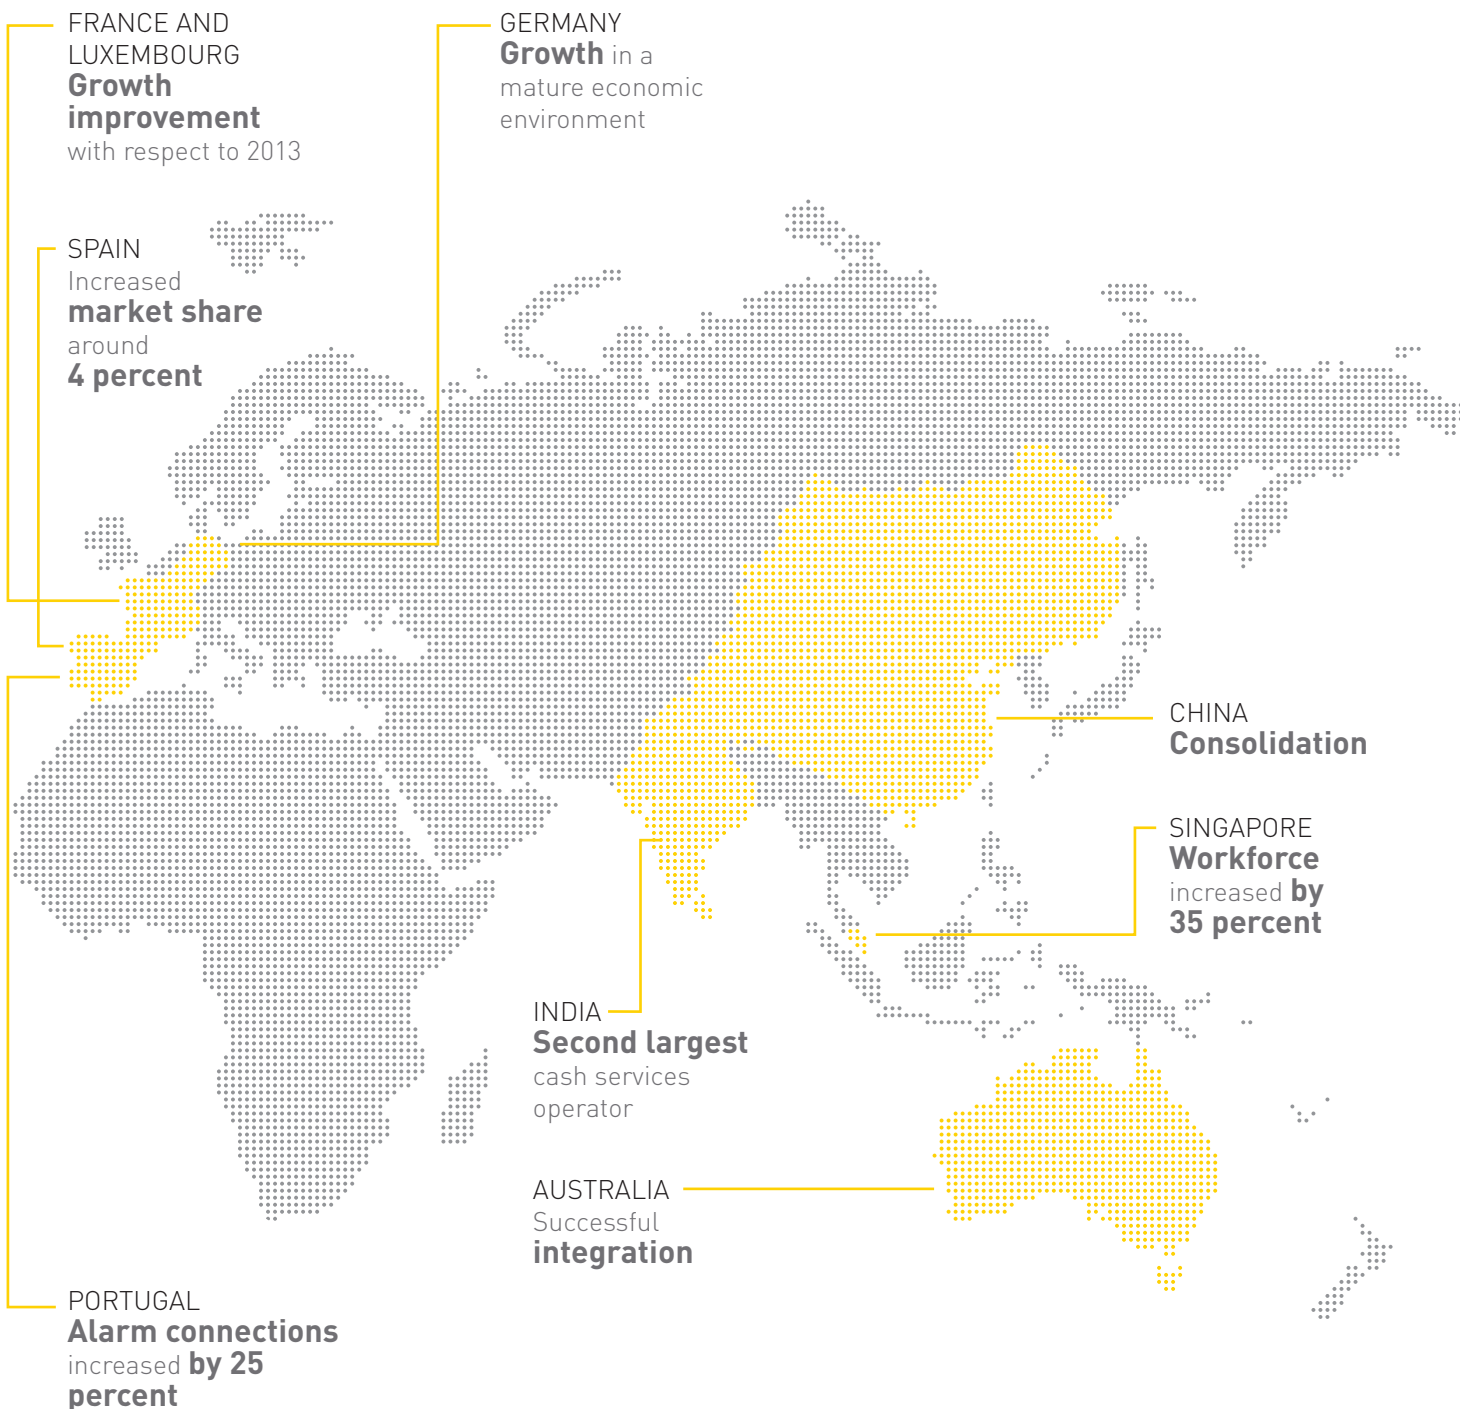 FRANCE AND
LUXEMBOURG
Growth
improvement
with respect to 2013
GERMANY
Growth in a
mature economic
environment
SPAIN
Increased
market share
around
4 percent
CHINA
Consolidation
SINGAPORE
Workforce
increased by
35 percent
INDIA
Second largest
cash services
operator
AUSTRALIA
Successful
integration
PORTUGAL
Alarm connections
increased by 25
percent